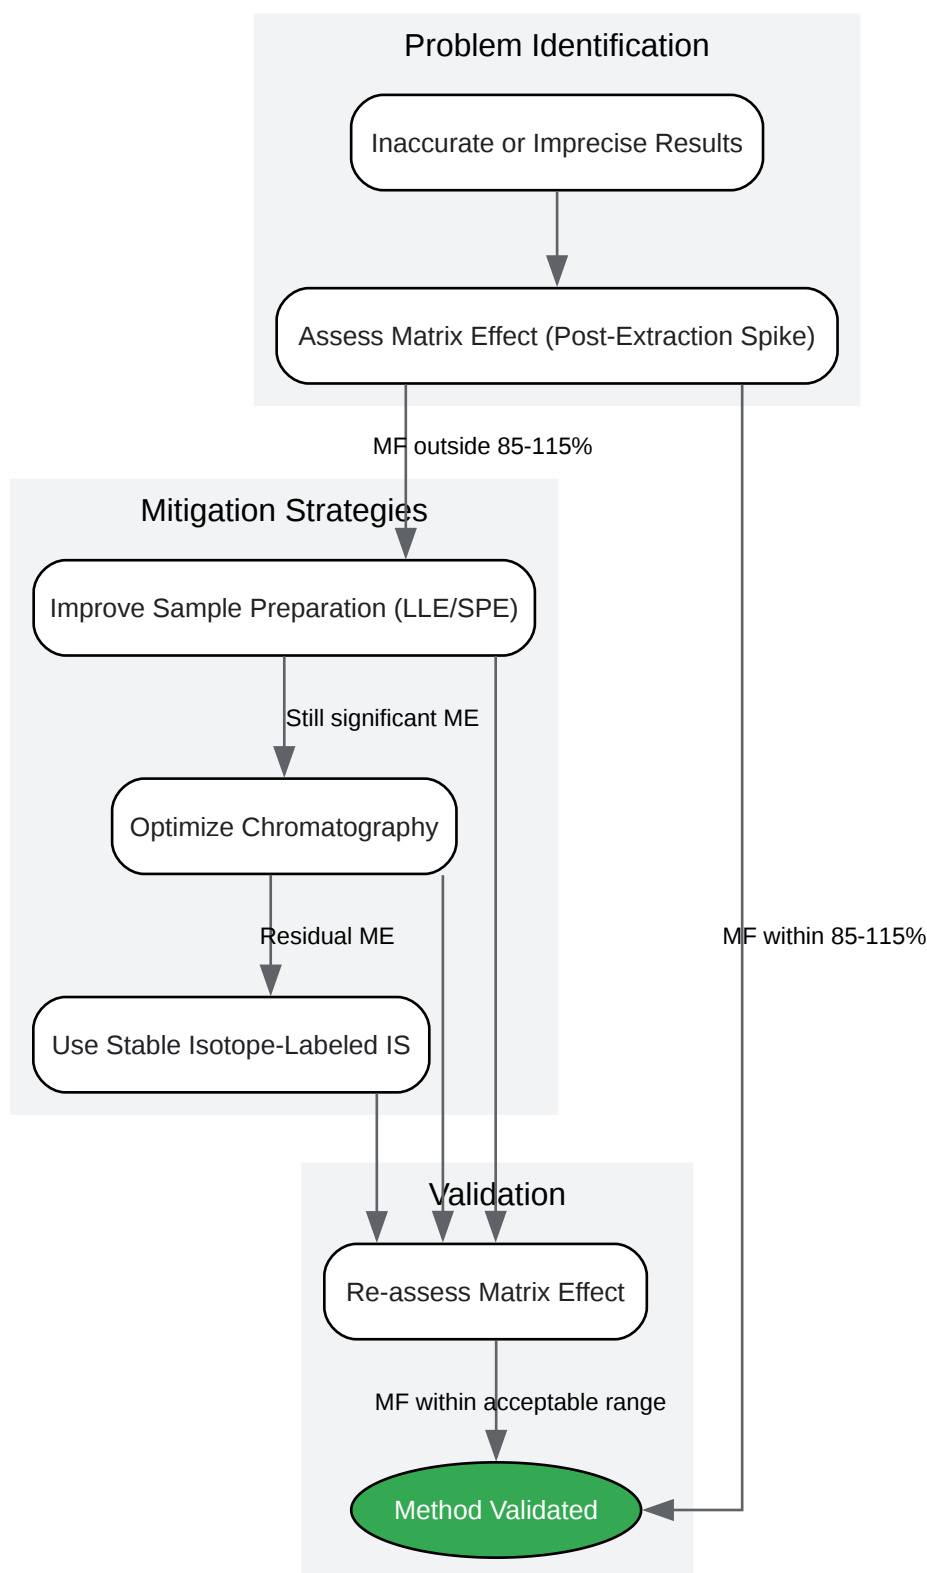 Problem Identification
Inaccurate or Imprecise Results
Assess Matrix Effect (Post-Extraction Spike)
MF outside 85-115%
Mitigation Strategies
Improve Sample Preparation (LLE/SPE)
Still significant ME
Optimize Chromatography
Residual ME
MF within 85-115%
Use Stable Isotope-Labeled IS
Validation
Re-assess Matrix Effect
MF within acceptable range
Method Validated